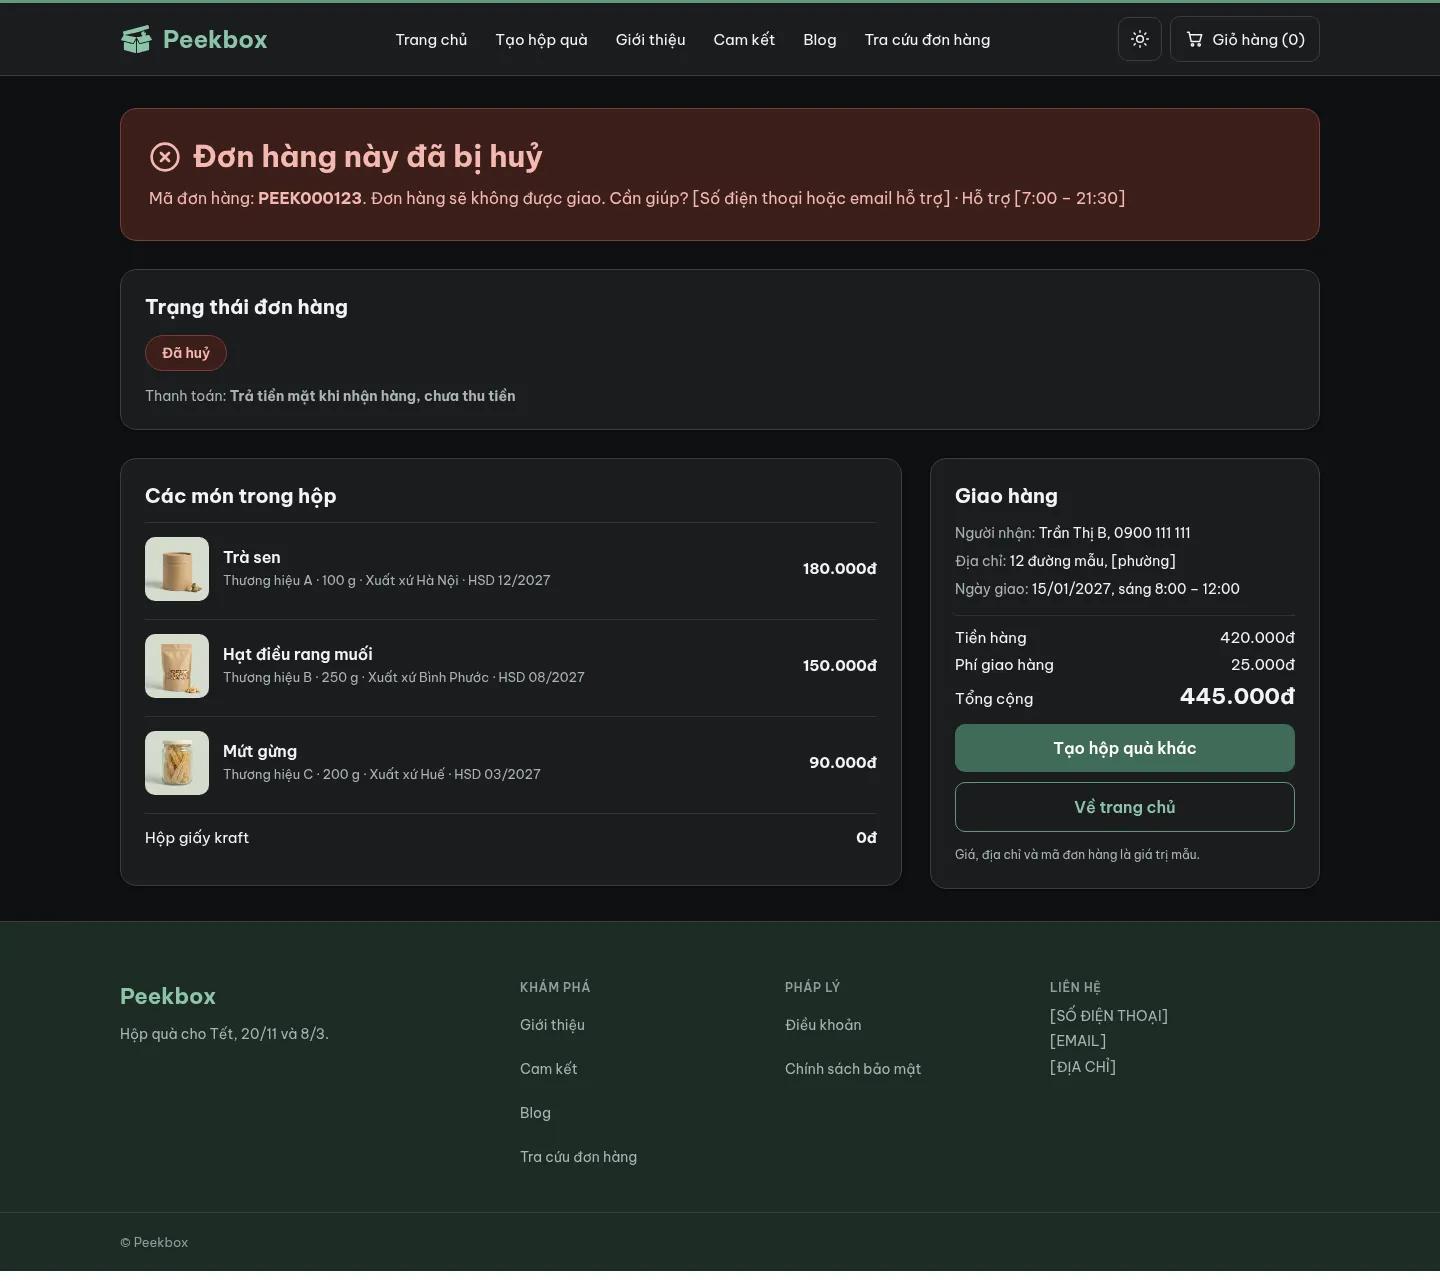 Peekbox
Trang chủ
Tạo hộp quà
Giới thiệu
Cam kết
Blog
Tra cứu đơn hàng
Giỏ hàng (0)
Đơn hàng này đã bị huỷ
Mã đơn hàng: PEEK000123. Đơn hàng sẽ không được giao. Cần giúp? [Số điện thoại hoặc email hỗ trợ] · Hỗ trợ [7:00 – 21:30]
Trạng thái đơn hàng
Đã huỷ
Thanh toán: Trả tiền mặt khi nhận hàng, chưa thu tiền
Các món trong hộp
Trà sen
Thương hiệu A · 100 g · Xuất xứ Hà Nội · HSD 12/2027
180.000đ
Hạt điều rang muối
Thương hiệu B · 250 g · Xuất xứ Bình Phước · HSD 08/2027
150.000đ
Mứt gừng
Thương hiệu C · 200 g · Xuất xứ Huế · HSD 03/2027
90.000đ
Hộp giấy kraft
0đ
Giao hàng
Người nhận: Trần Thị B, 0900 111 111
Địa chỉ: 12 đường mẫu, [phường]
Ngày giao: 15/01/2027, sáng 8:00 – 12:00
Tiền hàng 420.000đ
Phí giao hàng 25.000đ
Tổng cộng 445.000đ
Tạo hộp quà khác
Về trang chủ
Giá, địa chỉ và mã đơn hàng là giá trị mẫu.
Peekbox
Hộp quà cho Tết, 20/11 và 8/3.
KHÁM PHÁ
Giới thiệu
Cam kết
Blog
Tra cứu đơn hàng
PHÁP LÝ
Điều khoản
Chính sách bảo mật
LIÊN HỆ
[SỐ ĐIỆN THOẠI]
[EMAIL]
[ĐỊA CHỈ]
© Peekbox